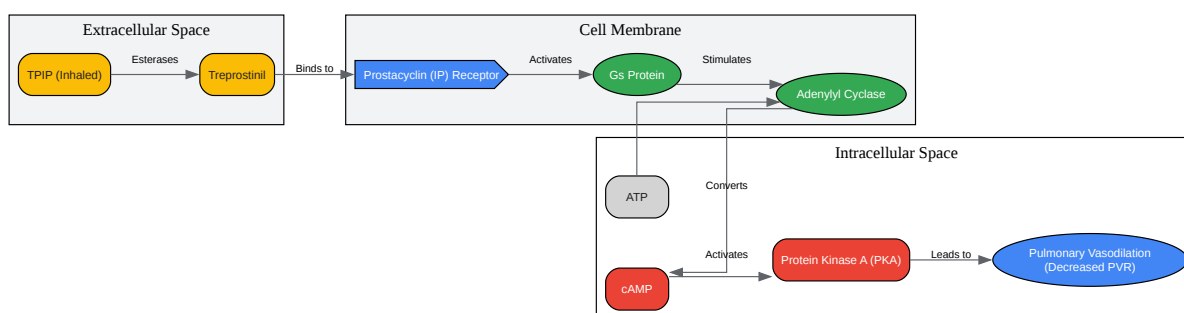 Extracellular Space
TPIP (Inhaled)
Esterases
Treprostinil
Binds to
Cell Membrane
Prostacyclin (IP) Receptor
Activates
Gs Protein
Stimulates
Adenylyl Cyclase
Intracellular Space
ATP
Converts
cAMP
Activates
Protein Kinase A (PKA)
Leads to
Pulmonary Vasodilation
(Decreased PVR)